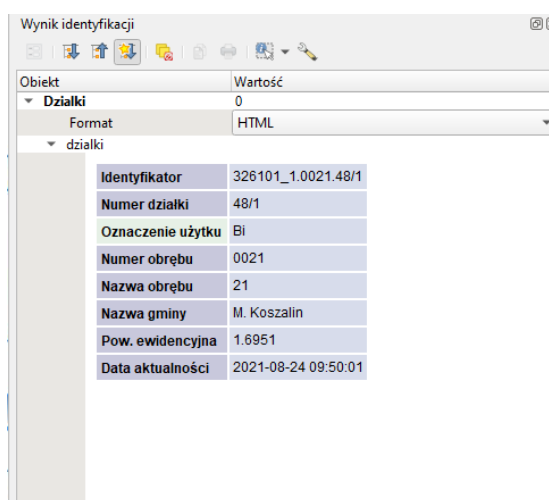 Wynik identyfikacji
Obiekt Wartość
Dzialki 0
Format HTML
dzialki
Identyfikator 326101_1.0021.48/1
Numer działki 48/1
Oznaczenie użytku Bi
Numer obrębu 0021
Nazwa obrębu 21
Nazwa gminy M. Koszalin
Pow. ewidencyjna 1.6951
Data aktualności 2021-08-24 09:50:01